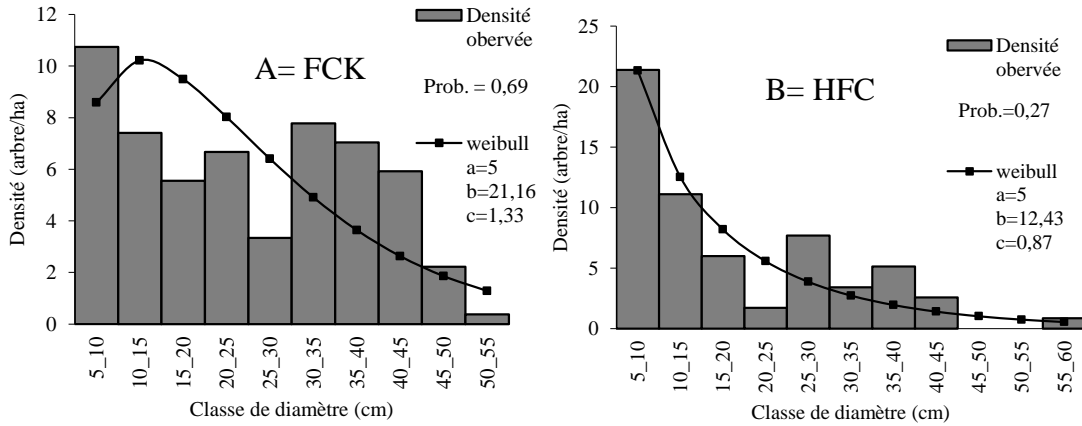 12
10
8
6
4
2
0
Densité (arbre/ha)
A= FCK
Densité
obervée
Prob. = 0,69
weibull
a=5
b=21,16
c=1,33
5_10
10_15
15_20
20_25
25_30
30_35
35_40
40_45
45_50
50_55
Classe de diamètre (cm)
25
20
15
10
5
0
Densité (arbre/ha)
B= HFC
Densité
obervée
Prob.=0,27
weibull
a=5
b=12,43
c=0,87
5_10
10_15
15_20
20_25
25_30
30_35
35_40
40_45
45_50
50_55
55_60
Classe de diamètre (cm)